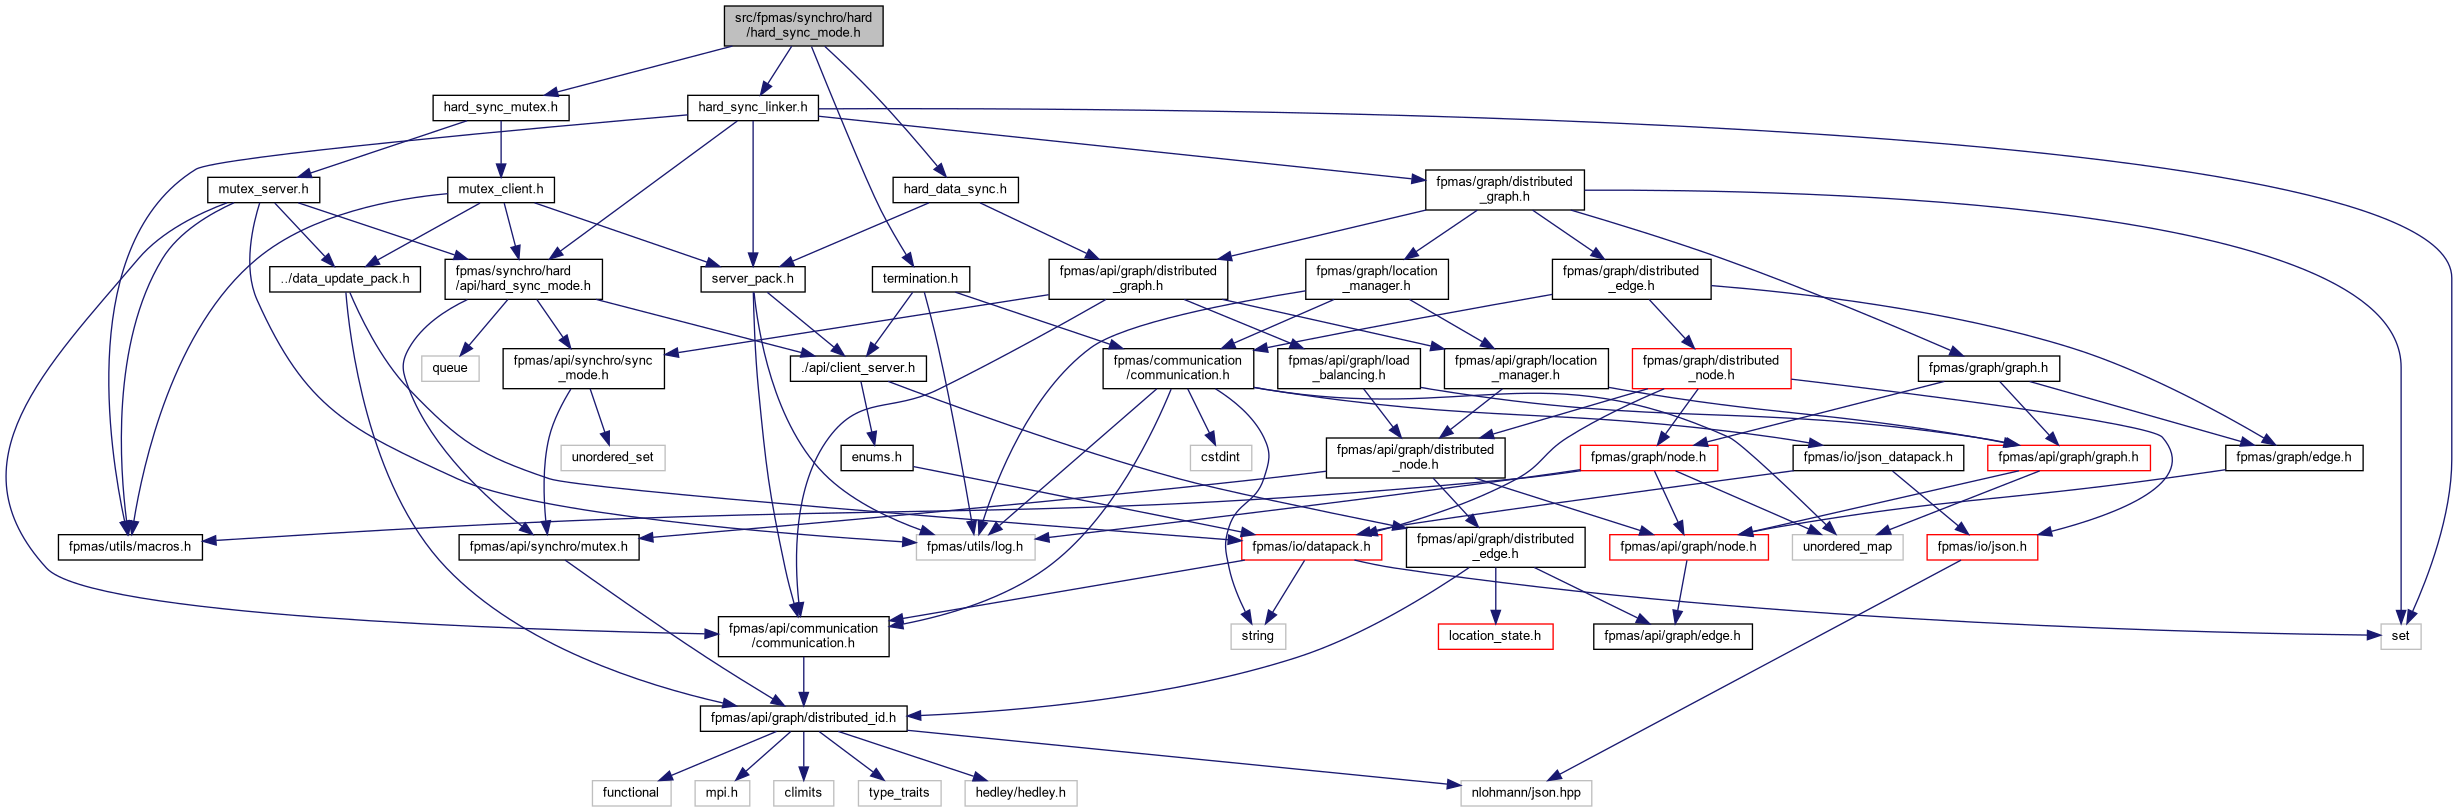 src/fpmas/synchro/hard
/hard_sync_mode.h
hard_sync_mutex.h
hard_sync_linker.h
mutex_server.h
mutex_client.h
hard_data_sync.h
fpmas/graph/distributed
_graph.h
../data_update_pack.h
fpmas/synchro/hard
/api/hard_sync_mode.h
server_pack.h
termination.h
fpmas/api/graph/distributed
_graph.h
fpmas/graph/location
_manager.h
fpmas/graph/distributed
_edge.h
queue
fpmas/api/synchro/sync
_mode.h
./api/client_server.h
fpmas/communication
/communication.h
fpmas/api/graph/load
_balancing.h
fpmas/api/graph/location
_manager.h
fpmas/graph/distributed
_node.h
fpmas/graph/graph.h
unordered_set
enums.h
cstdint
fpmas/api/graph/distributed
_node.h
fpmas/graph/node.h
fpmas/io/json_datapack.h
fpmas/api/graph/graph.h
fpmas/graph/edge.h
fpmas/utils/macros.h
fpmas/api/synchro/mutex.h
fpmas/utils/log.h
fpmas/io/datapack.h
fpmas/api/graph/distributed
_edge.h
fpmas/api/graph/node.h
unordered_map
fpmas/io/json.h
fpmas/api/communication
/communication.h
string
location_state.h
fpmas/api/graph/edge.h
set
fpmas/api/graph/distributed_id.h
functional
mpi.h
climits
type_traits
hedley/hedley.h
nlohmann/json.hpp